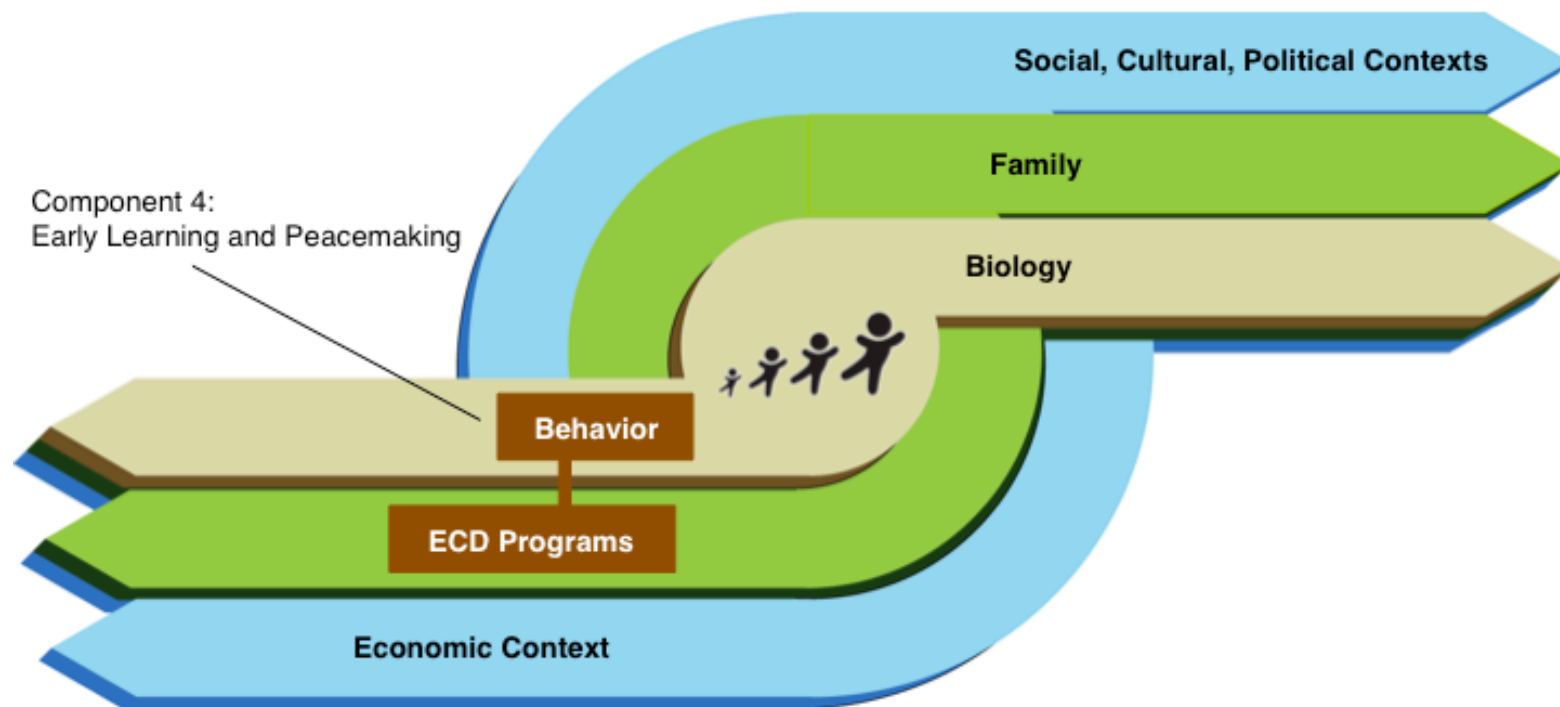 Social, Cultural, Political Contexts
Family
Component 4:
Early Learning and Peacemaking
Biology
Behavior
ECD Programs
Economic Context